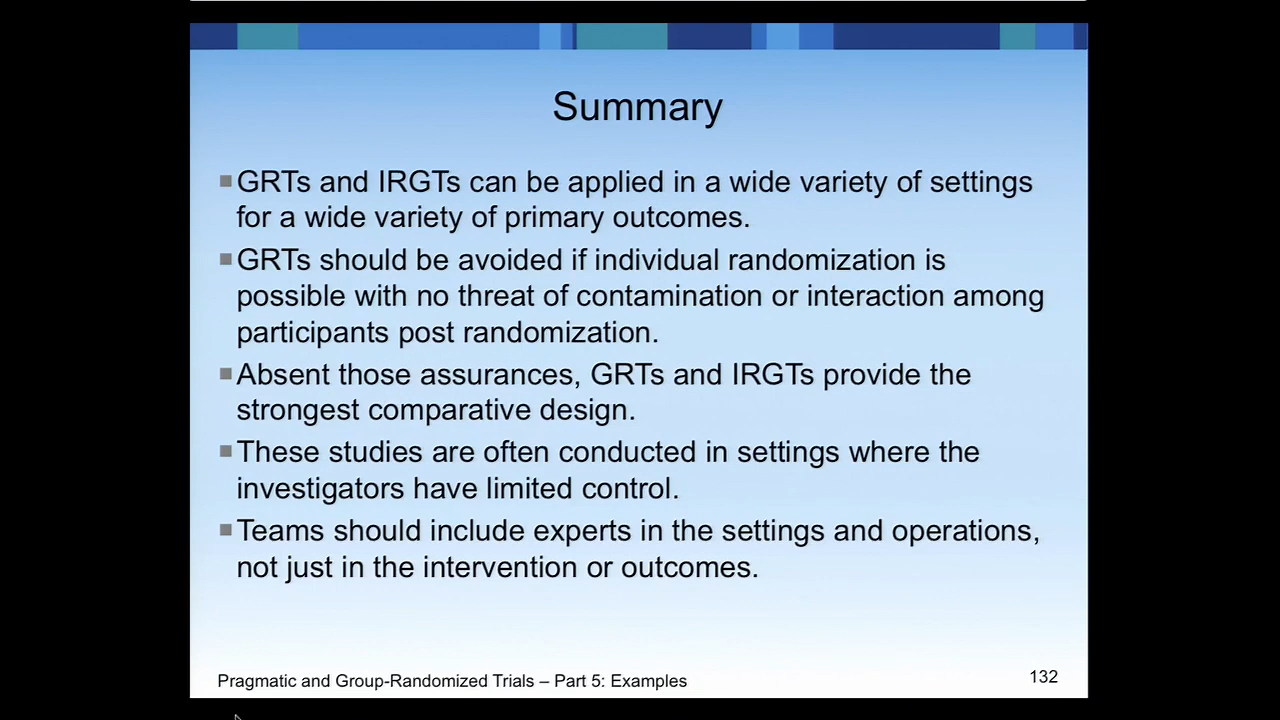 Summary
GRTs and IRGTs can be applied in a wide variety of settings
for a wide variety of primary outcomes.
GRTs should be avoided if individual randomization is
possible with no threat of contamination or interaction among
participants post randomization.
Absent those assurances, GRTs and IRGTs provide the
strongest comparative design.
These studies are often conducted in settings where the
investigators have limited control.
Teams should include experts in the settings and operations,
not just in the intervention or outcomes.
Pragmatic and Group-Randomized Trials – Part 5: Examples
132